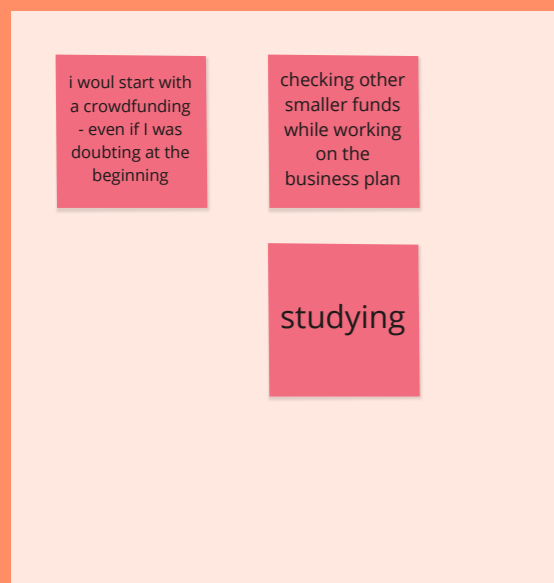 i woul start with
a crowdfunding
- even if I was
doubting at the
beginning
checking other
smaller funds
while working
on the
business plan
studying